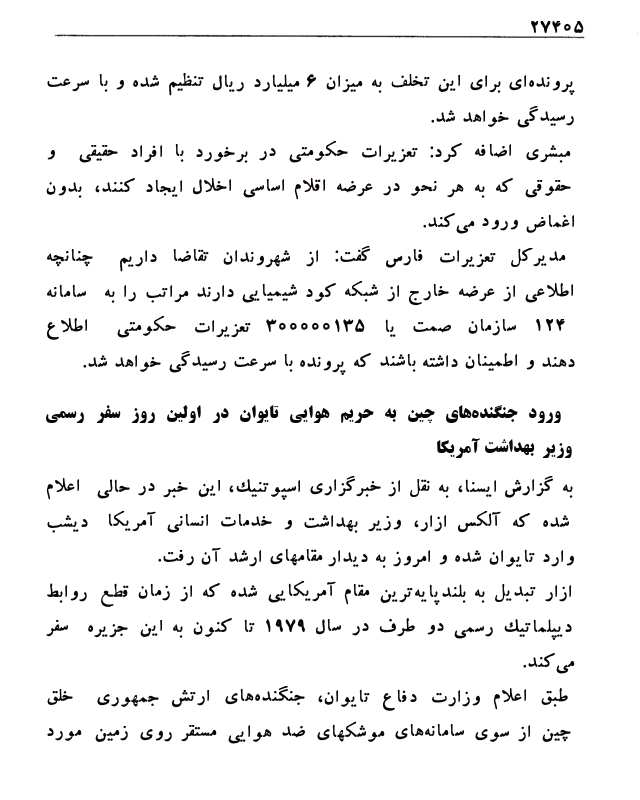 ۲۷۴۰۵
پرونده‌ای برای این تخلف به میزان ۶ میلیارد ریال تنظیم شده و با سرعت
رسیدگی خواهد شد.
مبشری اضافه کرد: تعزیرات حکومتی در برخورد با افراد حقیقی و
حقوقی که به هر نحو در عرضه اقلام اساسی اخلال ایجاد کنند، بدون
اغماض ورود می‌کند.
مدیرکل تعزیرات فارس گفت: از شهروندان تقاضا داریم چنانچه
اطلاعی از عرضه خارج از شبکه کود شیمیایی دارند مراتب را به سامانه
۱۲۴ سازمان صمت یا ۳۰۰۰۰۰۱۳۵ تعزیرات حکومتی اطلاع
دهند و اطمینان داشته باشند که پرونده با سرعت رسیدگی خواهد شد.
ورود جنگنده‌های چین به حریم هوایی تایوان در اولین روز سفر رسمی
وزیر بهداشت آمریکا
به گزارش ایسنا، به نقل از خبرگزاری اسپوتنیك، این خبر در حالی اعلام
شده که آلکس ازار، وزیر بهداشت و خدمات انسانی آمریکا دیشب
وارد تایوان شده و امروز به دیدار مقامهای ارشد آن رفت.
ازار تبدیل به بلندپایه‌ترین مقام آمریکایی شده که از زمان قطع روابط
دیپلماتیك رسمی دو طرف در سال ۱۹۷۹ تا کنون به این جزیره سفر
می‌کند.
طبق اعلام وزارت دفاع تایوان، جنگنده‌های ارتش جمهوری خلق
چین از سوی سامانه‌های موشکهای ضد هوایی مستقر روی زمین مورد